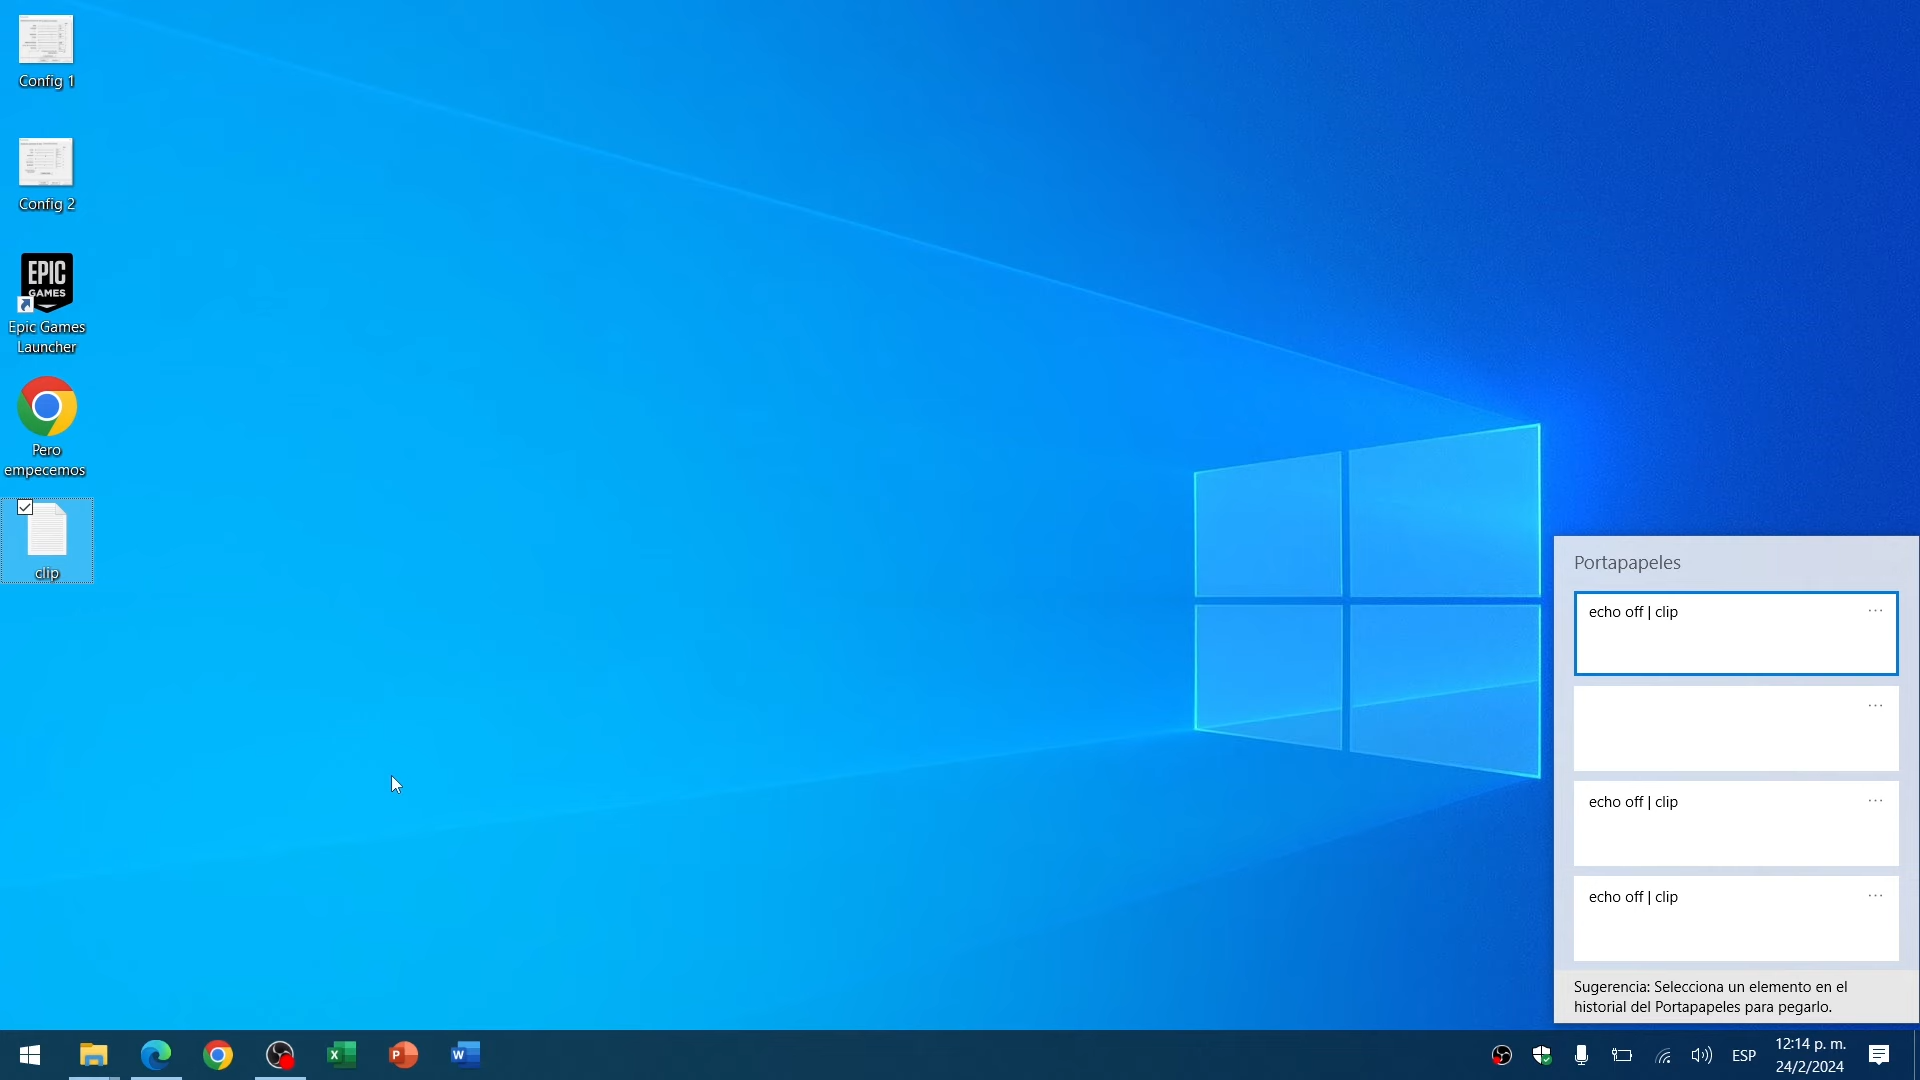 Config 1
Config 2
EPIC
GAMES
Epic Games
Launcher
Pero
empecemos
clip
Portapapeles
echo off | clip
echo off | clip
echo off | clip
Sugerencia: Selecciona un elemento en el
historial del Portapapeles para pegarlo.
ESP
12:14 p. m.
24/2/2024